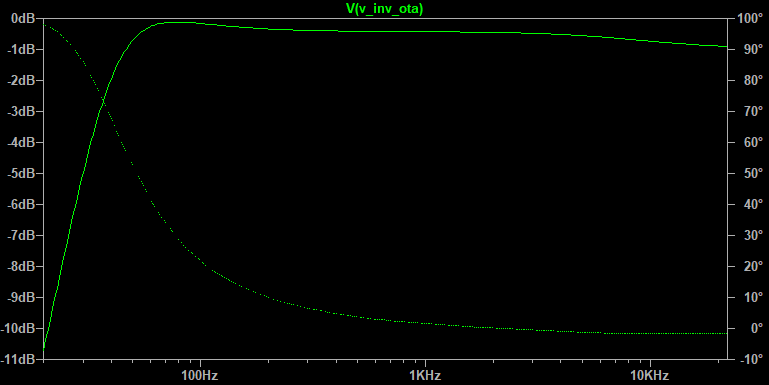 V(v_inv_ota)
0dB 100°
-1dB 90°
-2dB 80°
-3dB 70°
-4dB 60°
-5dB 50°
-6dB 40°
-7dB 30°
-8dB 20°
-9dB 10°
-10dB 0°
-11dB -10°
100Hz 1KHz 10KHz